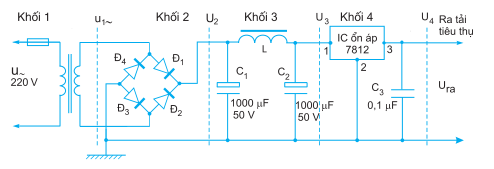 Khối 1
u₁~
Khối 2
U₂
Khối 3
U₃
Khối 4
U₄
Ra tải
tiêu thụ
IC ổn áp
7812
1
3
2
L
Đ₄
Đ₁
Đ₃
Đ₂
u~
220 V
C₁
1000 µF
50 V
C₂
1000 µF
50 V
C₃
0,1 µF
Uᵣₐ